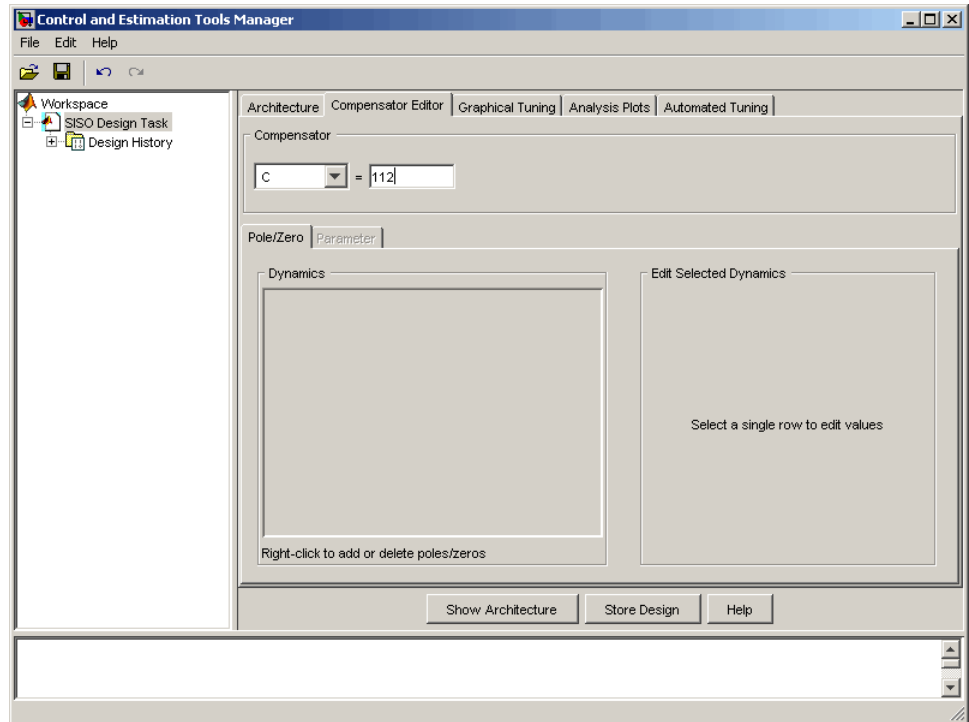 Control and Estimation Tools Manager
File Edit Help
Workspace
SISO Design Task
Design History
Architecture Compensator Editor Graphical Tuning Analysis Plots Automated Tuning
Compensator
C = 112
Pole/Zero Parameter
Dynamics
Right-click to add or delete poles/zeros
Edit Selected Dynamics
Select a single row to edit values
Show Architecture Store Design Help